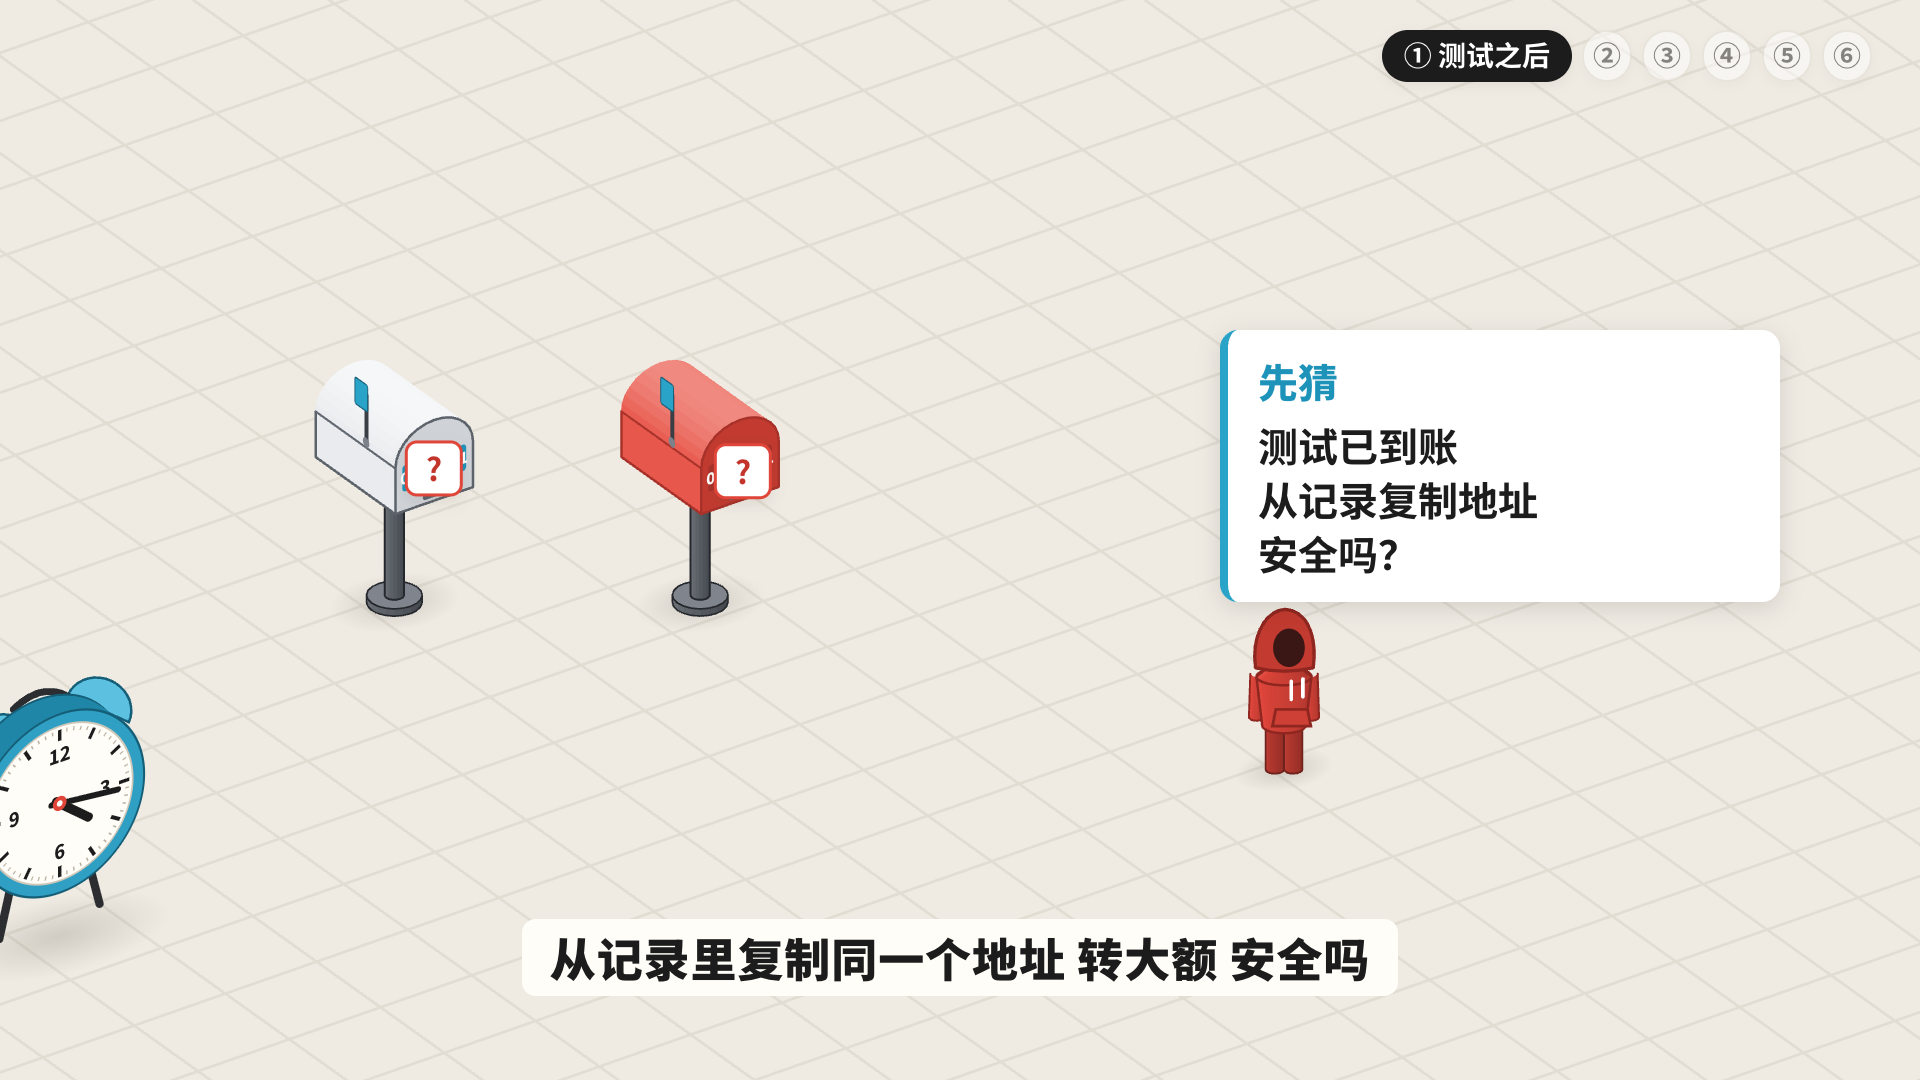 ① 测试之后 ② ③ ④ ⑤ ⑥
? ?
0
先猜
测试已到账
从记录复制地址
安全吗?
12
3
9
6
从记录里复制同一个地址 转大额 安全吗